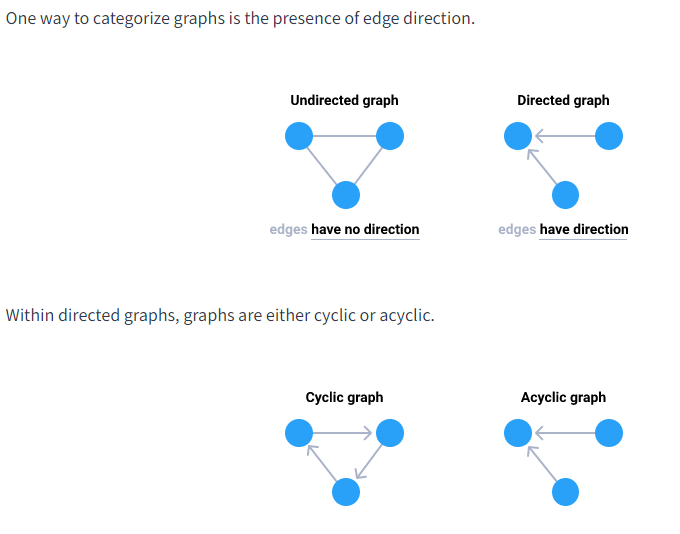 One way to categorize graphs is the presence of edge direction.
Undirected graph
Directed graph
edges have no direction
edges have direction
Within directed graphs, graphs are either cyclic or acyclic.
Cyclic graph
Acyclic graph